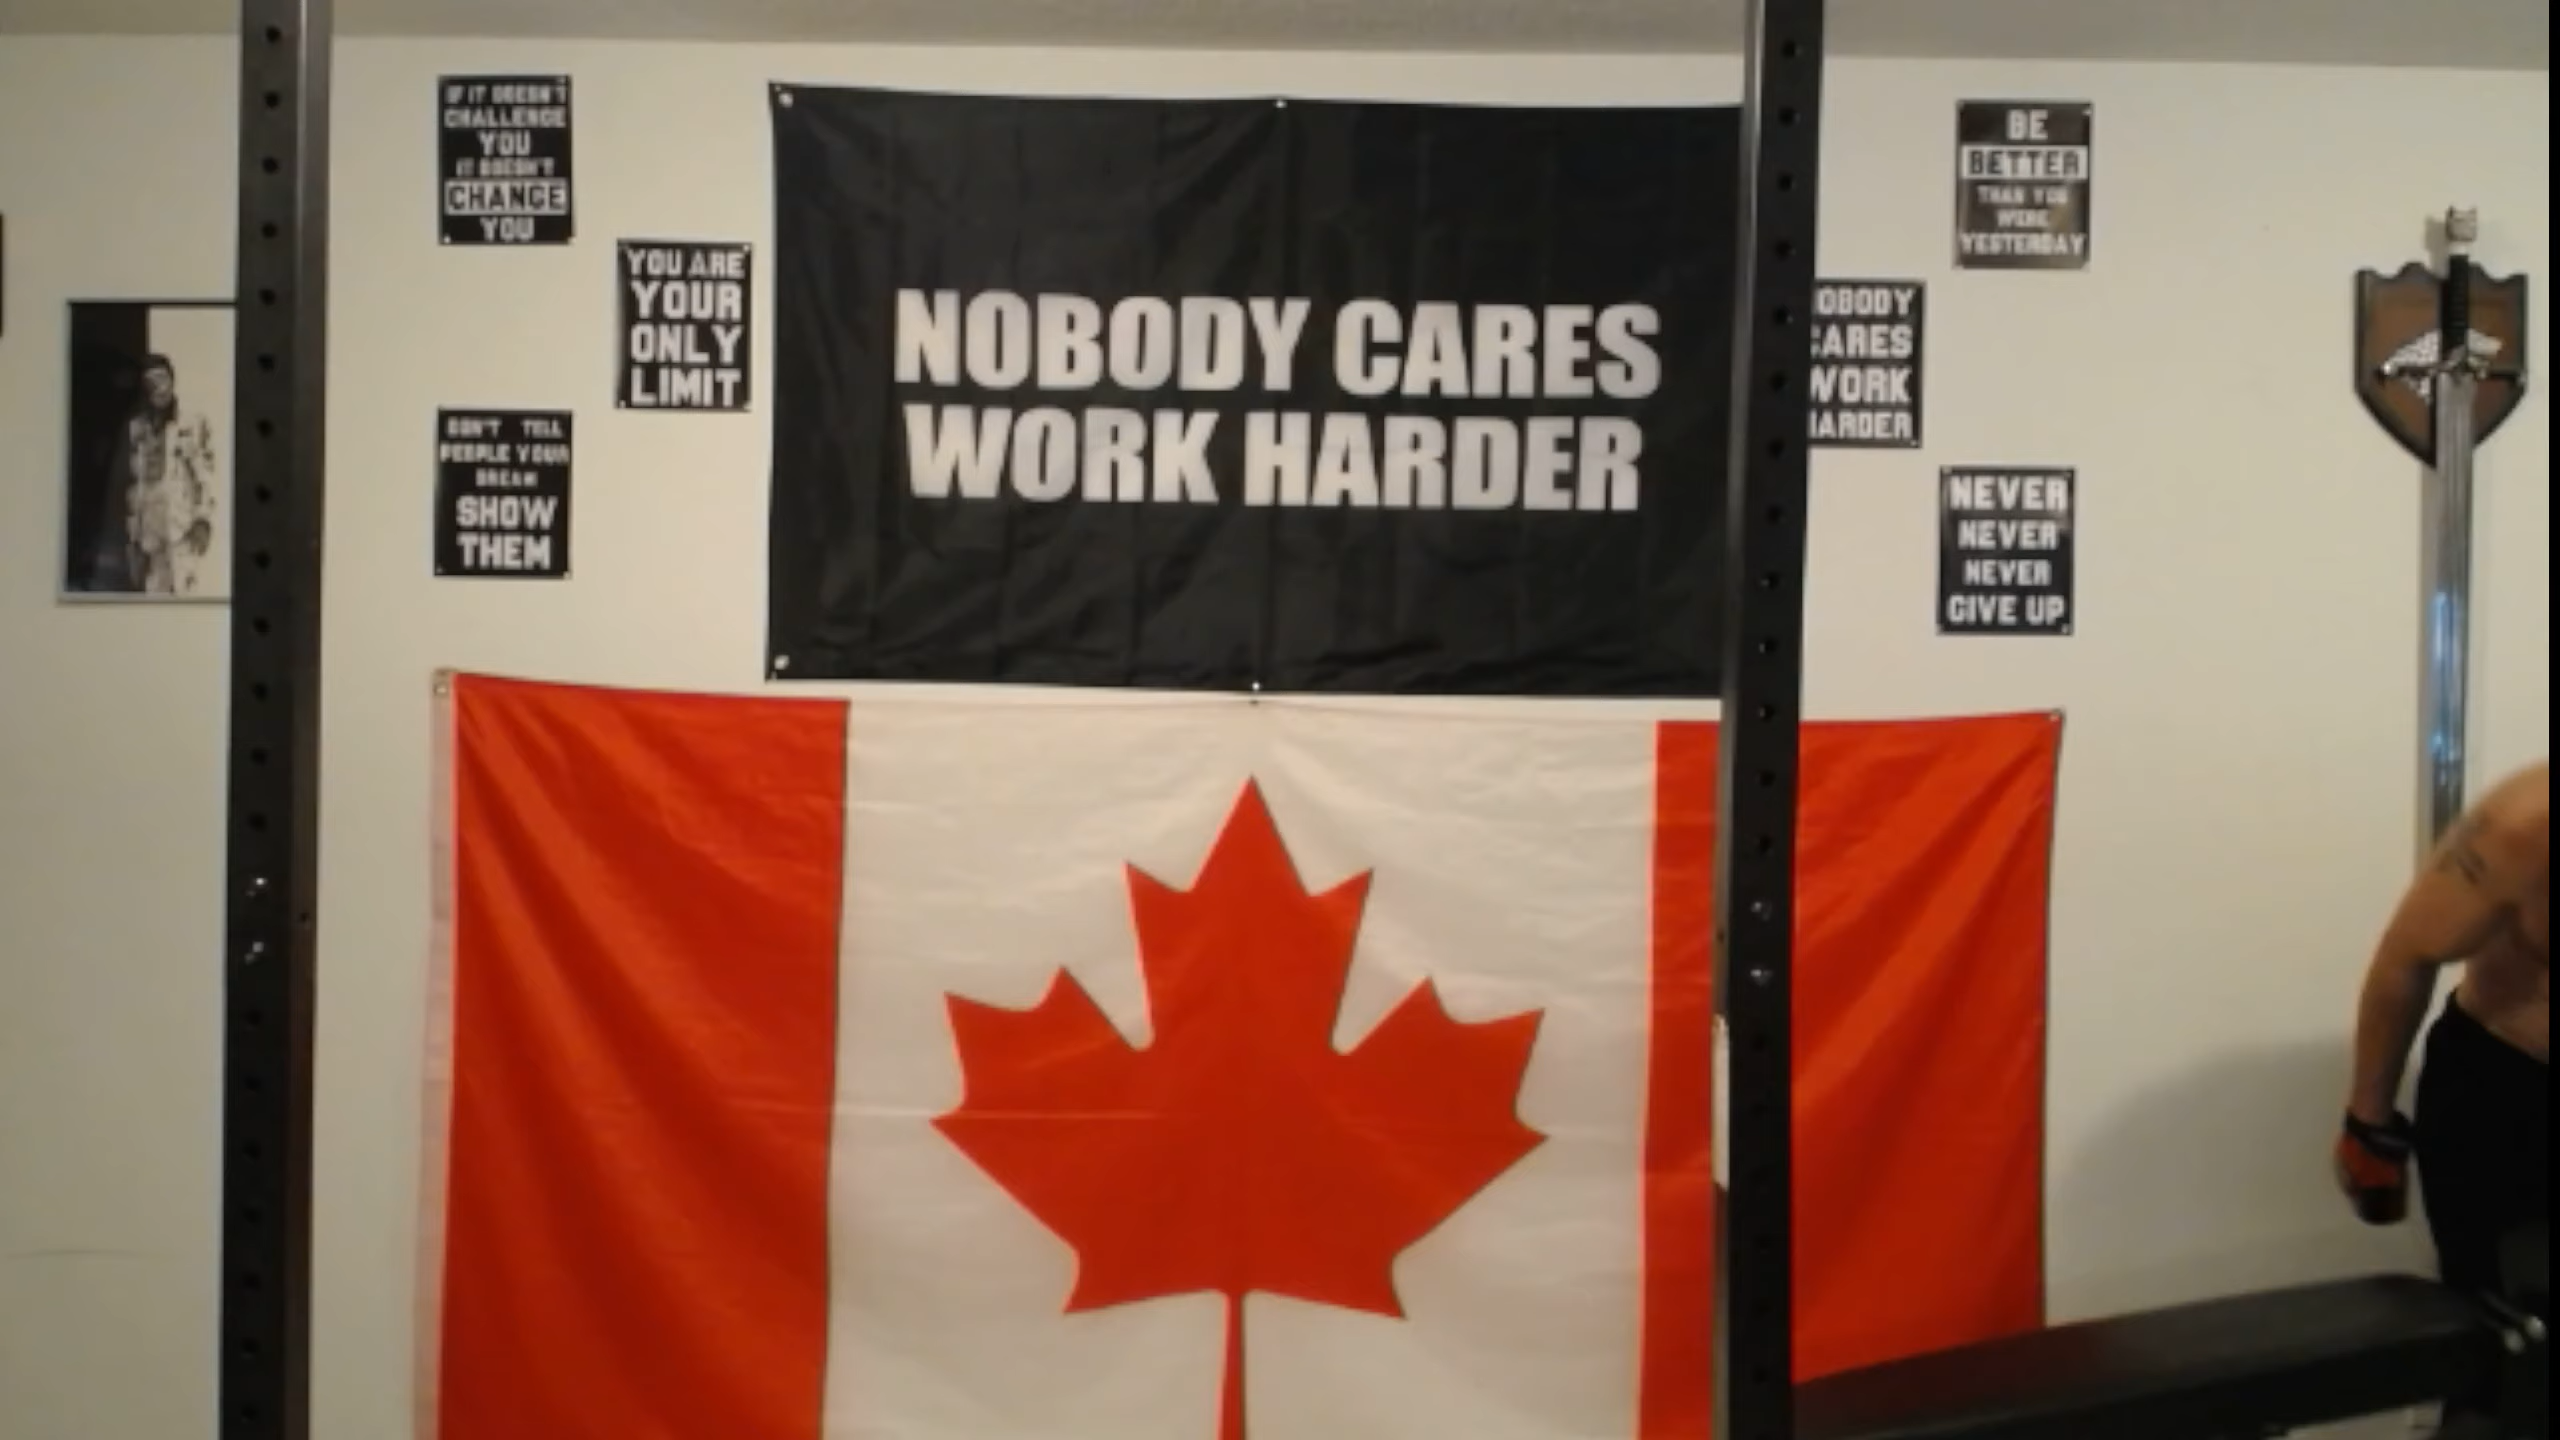 IF IT DOESN'T
CHALLENGE
YOU
IT DOESN'T
CHANGE
YOU
YOU ARE
YOUR
ONLY
LIMIT
DON'T TELL
PEOPLE YOUR
DREAM
SHOW
THEM
NOBODY CARES
WORK HARDER
BE
BETTER
THAN YOU
WERE
YESTERDAY
OBODY
CARES
WORK
HARDER
NEVER
NEVER
NEVER
GIVE UP